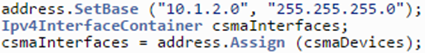 address.SetBase ("10.1.2.0", "255.255.255.0");
Ipv4InterfaceContainer csmaInterfaces;
csmaInterfaces = address.Assign (csmaDevices);